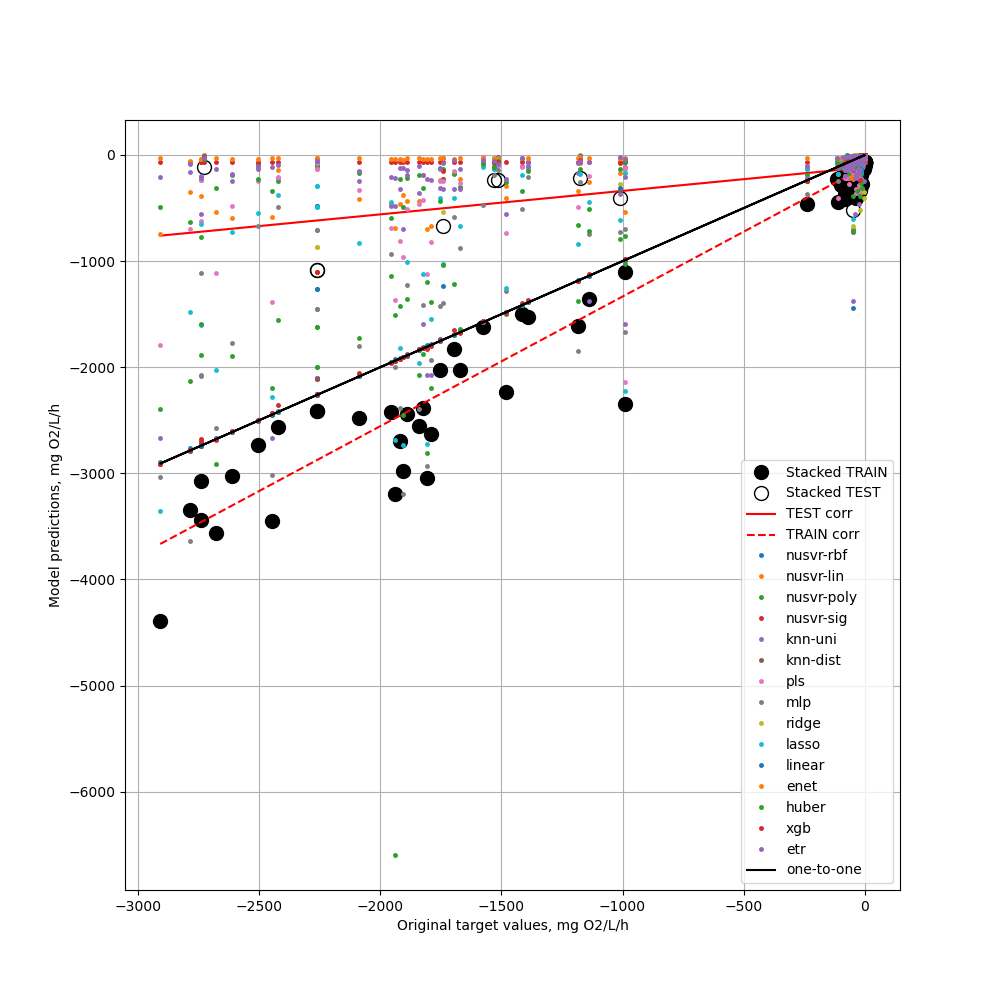 0
−1000
−2000
−3000
−4000
−5000
−6000
Model predictions, mg O2/L/h
−3000
−2500
−2000
−1500
−1000
−500
0
Original target values, mg O2/L/h
Stacked TRAIN
Stacked TEST
TEST corr
TRAIN corr
nusvr-rbf
nusvr-lin
nusvr-poly
nusvr-sig
knn-uni
knn-dist
pls
mlp
ridge
lasso
linear
enet
huber
xgb
etr
one-to-one